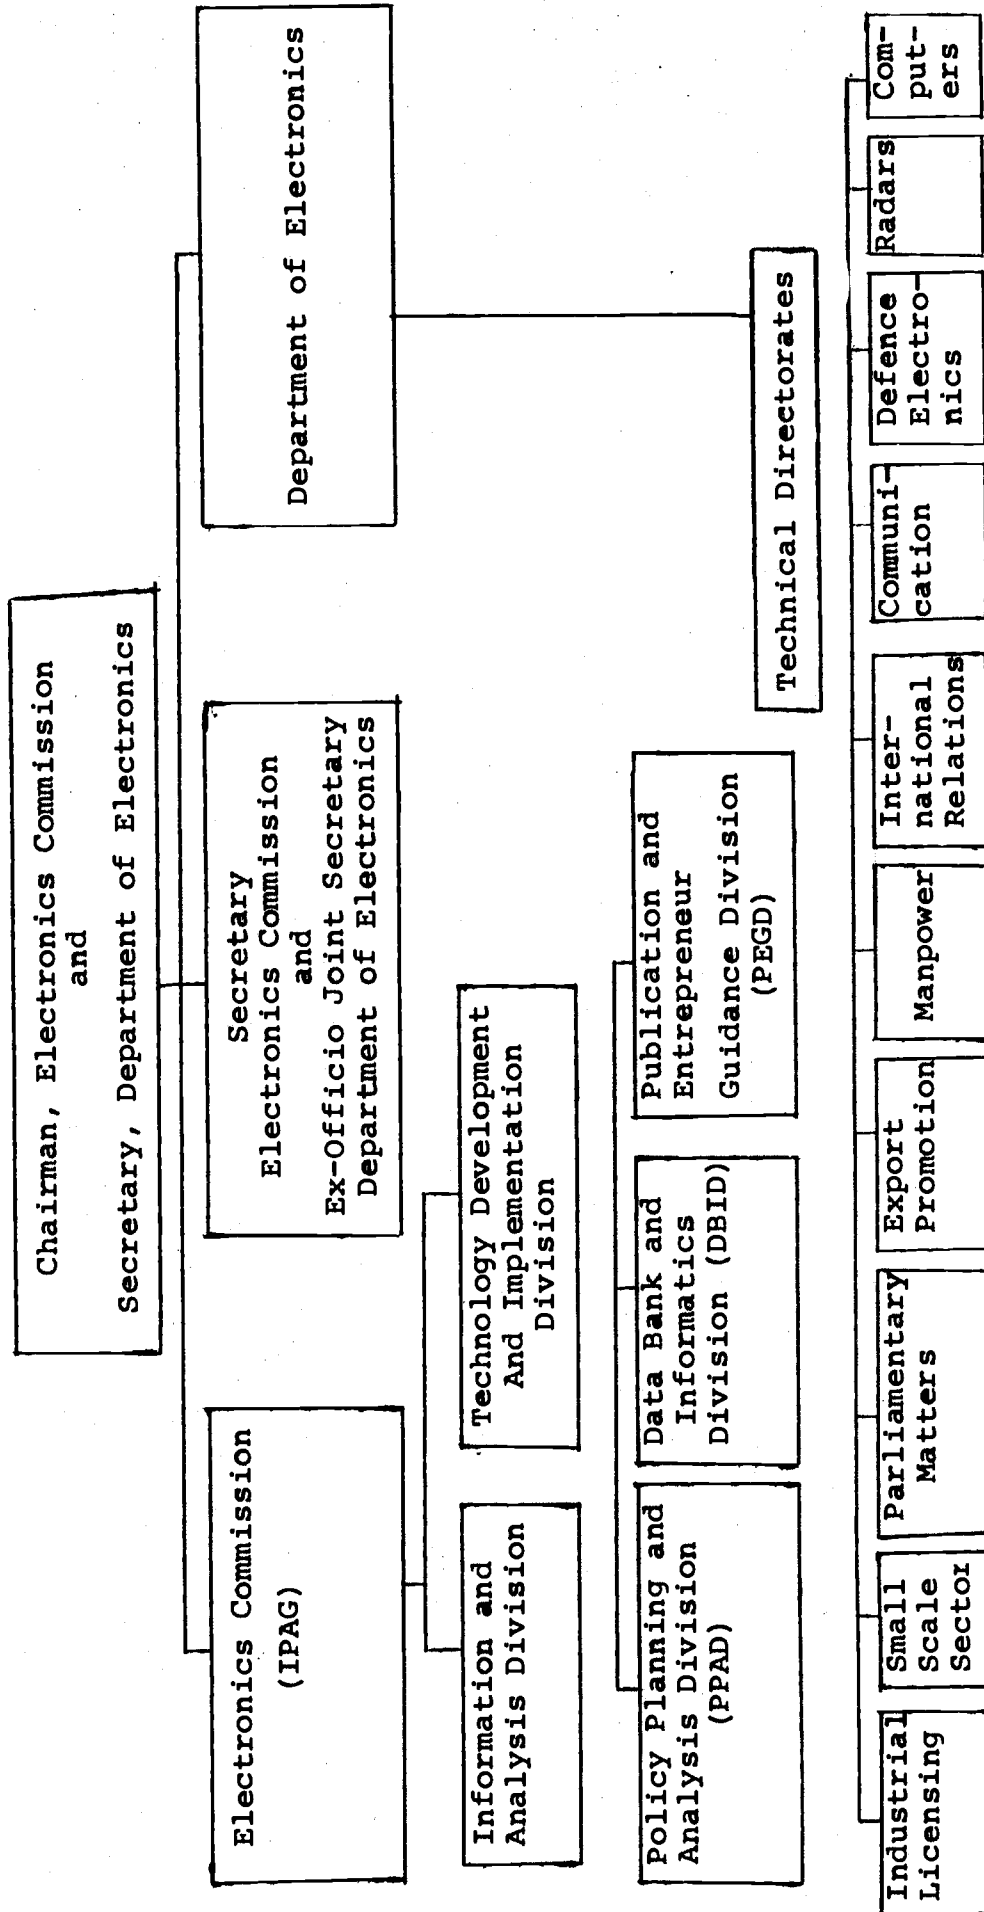 Chairman, Electronics Commission
and
Secretary, Department of Electronics
Electronics Commission
(IPAG)
Secretary
Electronics Commission
and
Ex-Officio Joint Secretary
Department of Electronics
Department of Electronics
Information and
Analysis Division
Technology Development
And Implementation
Division
Policy Planning and
Analysis Division
(PPAD)
Data Bank and
Informatics
Division (DBID)
Publication and
Entrepreneur
Guidance Division
(PEGD)
Technical Directorates
Industrial
Licensing
Small
Scale
Sector
Parliamentary
Matters
Export
Promotion
Manpower
Inter-
national
Relations
Communi-
cation
Defence
Electro-
nics
Radars
Com-
put-
ers